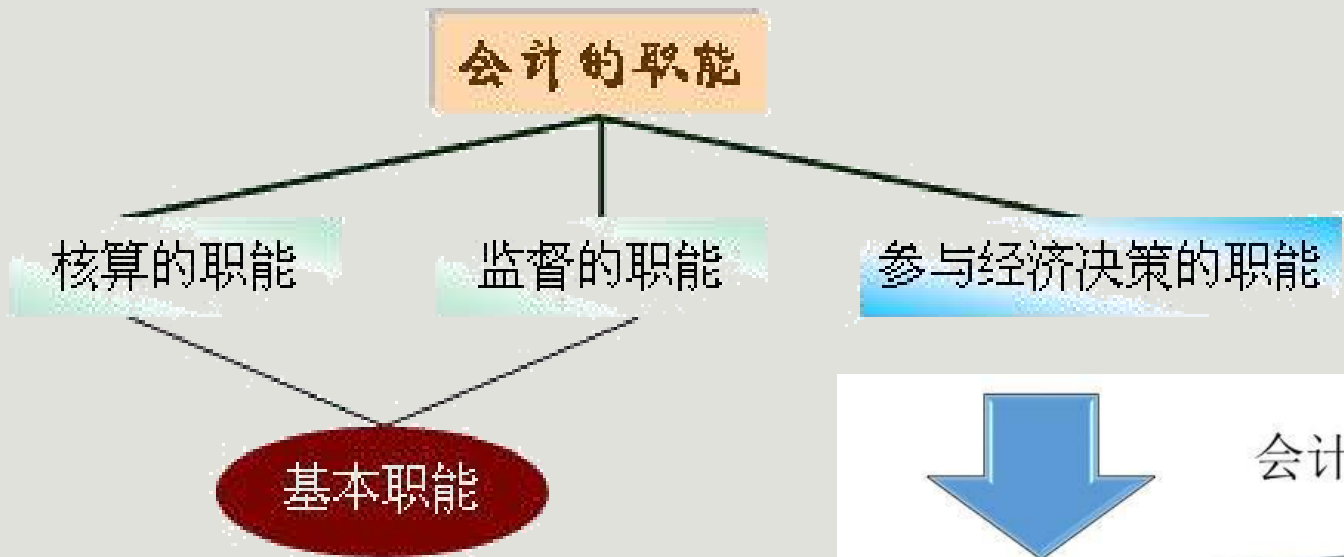 会计的职能
核算的职能
监督的职能
参与经济决策的职能
基本职能
会计